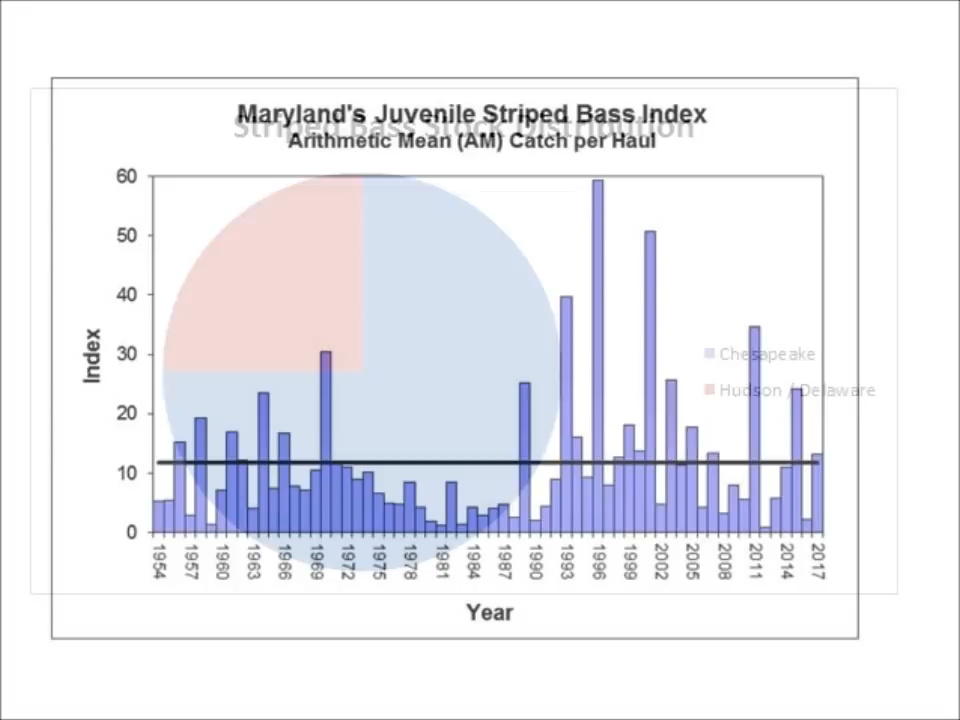 Maryland's Juvenile Striped Bass Index
Striped Bass Stock Distribution
Arithmetic Mean (AM) Catch per Haul
60
50
40
30
20
10
0
Index
Chesapeake
Hudson / Delaware
1954 1957 1960 1963 1966 1969 1972 1975 1978 1981 1984 1987 1990 1993 1996 1999 2002 2005 2008 2011 2014 2017
Year